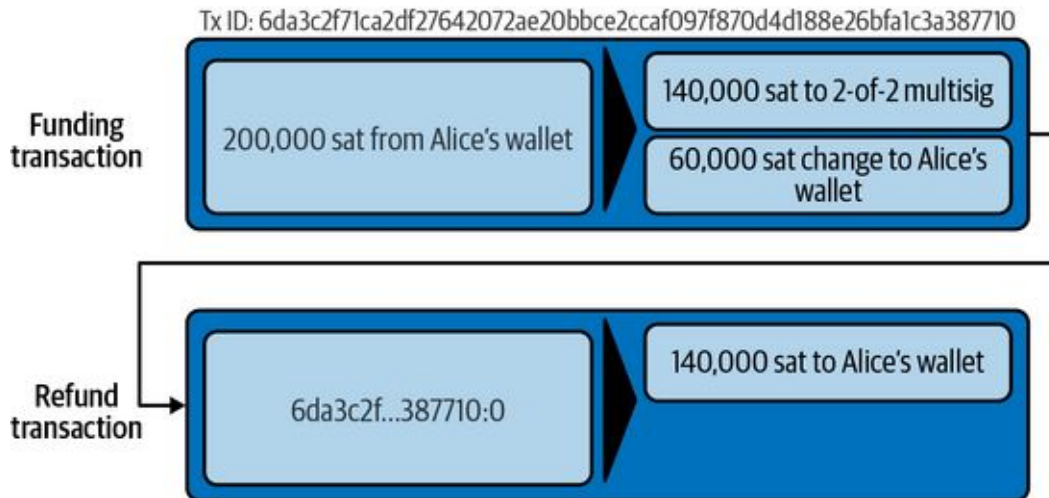 Tx ID: 6da3c2f71ca2df27642072ae20bbce2ccaf097f870d4d188e26bfa1c3a387710
Funding
transaction
200,000 sat from Alice's wallet
140,000 sat to 2-of-2 multisig
60,000 sat change to Alice's
wallet
Refund
transaction
6da3c2f...387710:0
140,000 sat to Alice's wallet